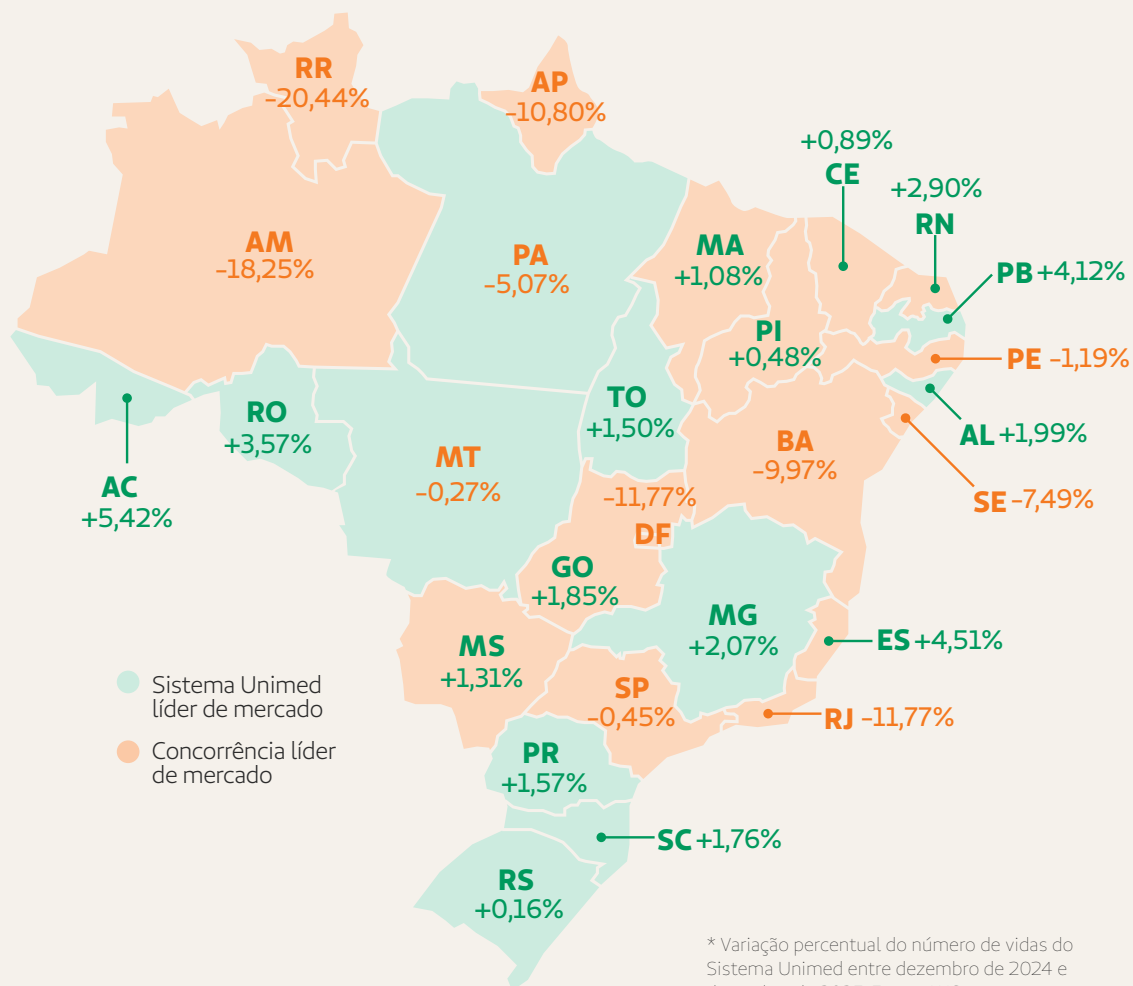 RR
-20,44%
AP
-10,80%
+0,89%
CE
+2,90%
RN
AM
-18,25%
PA
-5,07%
MA
+1,08%
PB +4,12%
PI
+0,48%
PE -1,19%
TO
+1,50%
RO
+3,57%
AL +1,99%
BA
-9,97%
MT
-0,27%
AC
+5,42%
-11,77%
DF
SE -7,49%
GO
+1,85%
MG
+2,07%
ES +4,51%
MS
+1,31%
Sistema Unimed
líder de mercado
SP
-0,45%
RJ -11,77%
Concorrência líder
de mercado
PR
+1,57%
SC +1,76%
RS
+0,16%
* Variação percentual do número de vidas do
Sistema Unimed entre dezembro de 2024 e